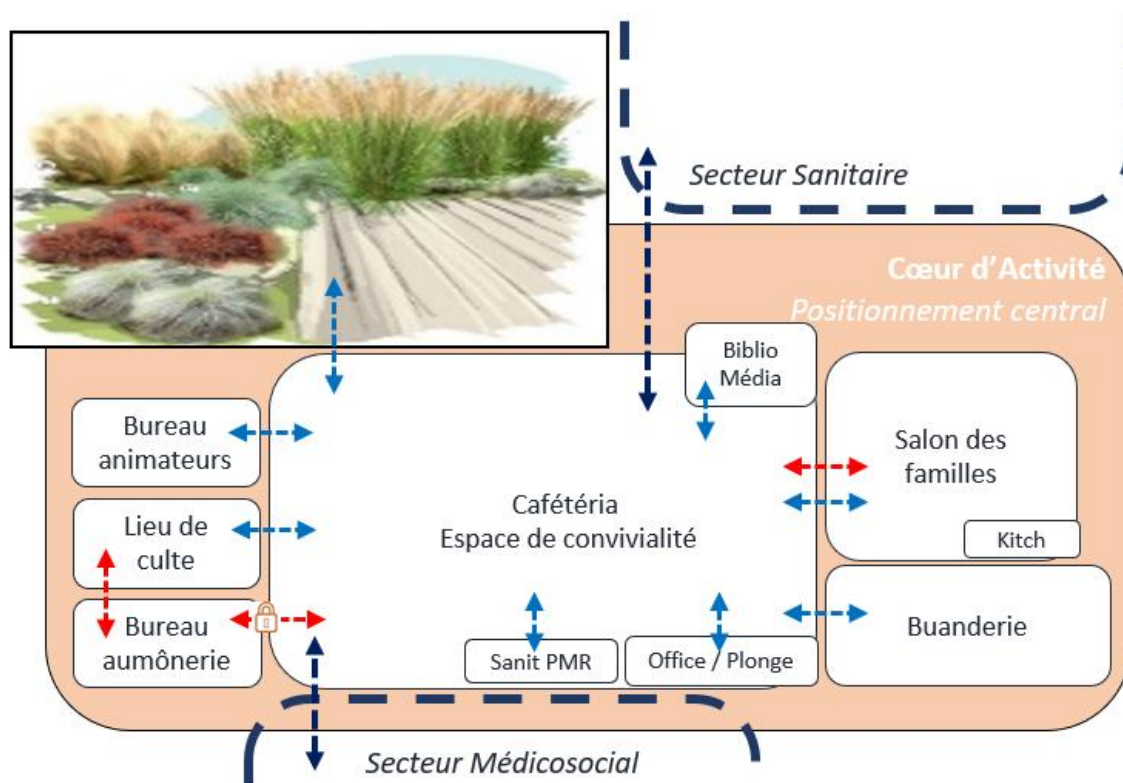 Secteur Sanitaire
Cœur d’Activité
Positionnement central
Biblio
Média
Bureau
animateurs
Salon des
familles
Cafétéria
Espace de convivialité
Lieu de
culte
Kitch
Bureau
aumônerie
Buanderie
Sanit PMR
Office / Plonge
Secteur Médicosocial